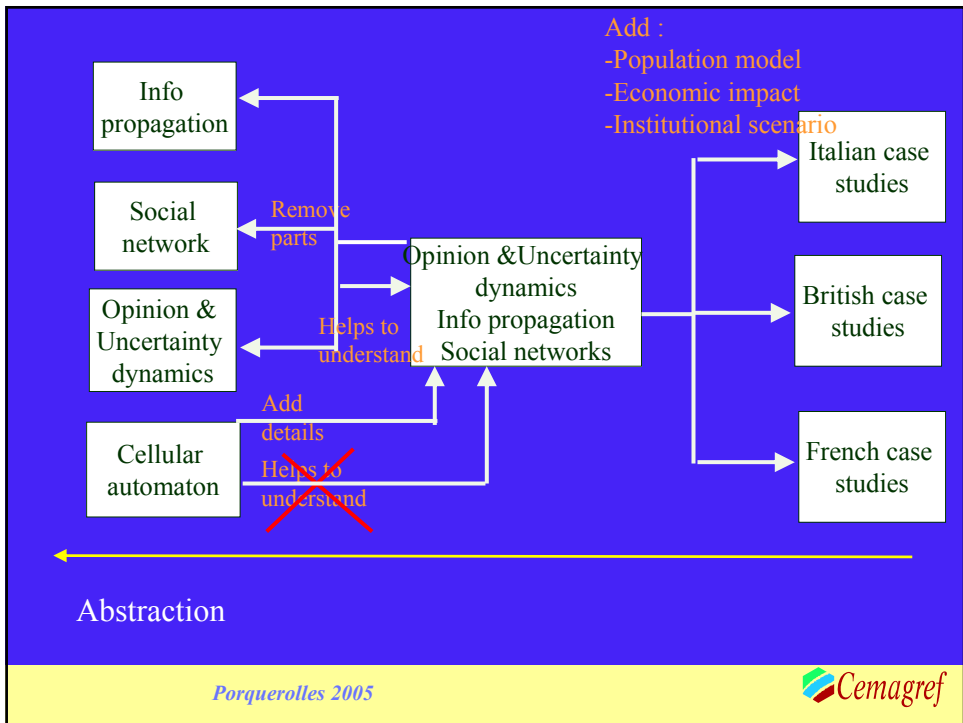 Add :
-Population model
-Economic impact
-Institutional scenario
Info
propagation
Social
network
Opinion &
Uncertainty
dynamics
Cellular
automaton
Remove
parts
Helps to
understand
Add
details
Helps to
understand
Opinion &Uncertainty
dynamics
Info propagation
Social networks
Italian case
studies
British case
studies
French case
studies
Abstraction
Porquerolles 2005
Cemagref